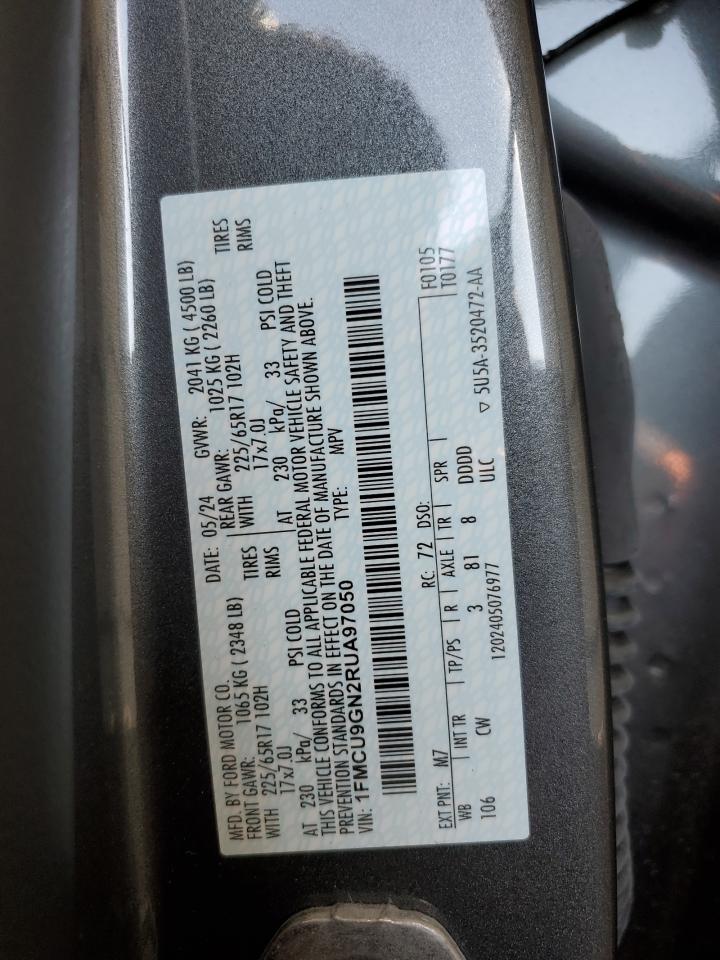 MFD. BY FORD MOTOR CO.
DATE: 05/24 GVWR: 2041 KG ( 4500 LB)
FRONT GAWR: 1065 KG ( 2348 LB) REAR GAWR: 1025 KG ( 2260 LB)
WITH 225/65R17 102H TIRES WITH 225/65R17 102H TIRES
17x7.0J RIMS 17x7.0J RIMS
AT 230 kPa/ 33 PSI COLD AT 230 kPa/ 33 PSI COLD
THIS VEHICLE CONFORMS TO ALL APPLICABLE FEDERAL MOTOR VEHICLE SAFETY AND THEFT
PREVENTION STANDARDS IN EFFECT ON THE DATE OF MANUFACTURE SHOWN ABOVE.
VIN: 1FMCU9GN2RUA97050 TYPE: MPV
F0105
EXT PNT: M7 RC: 72 DSO: T0177
WB INT TR TP/PS R AXLE TR SPR
106 CW 3 81 8 DDDD
1202405076977 ULC ▽ 5U5A-3520472-AA